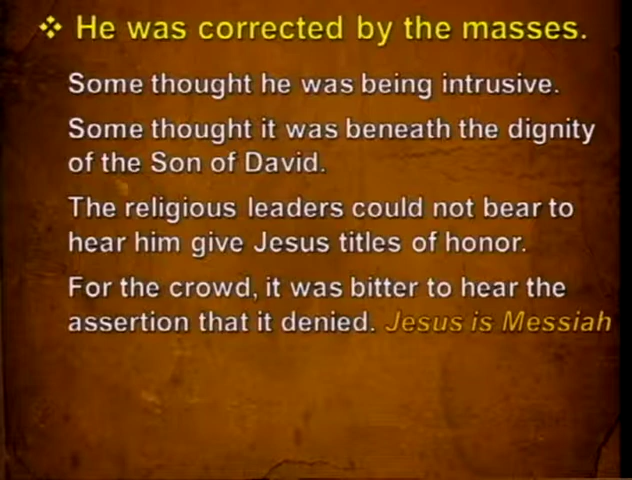 ❖ He was corrected by the masses.
Some thought he was being intrusive.
Some thought it was beneath the dignity
of the Son of David.
The religious leaders could not bear to
hear him give Jesus titles of honor.
For the crowd, it was bitter to hear the
assertion that it denied. Jesus is Messiah